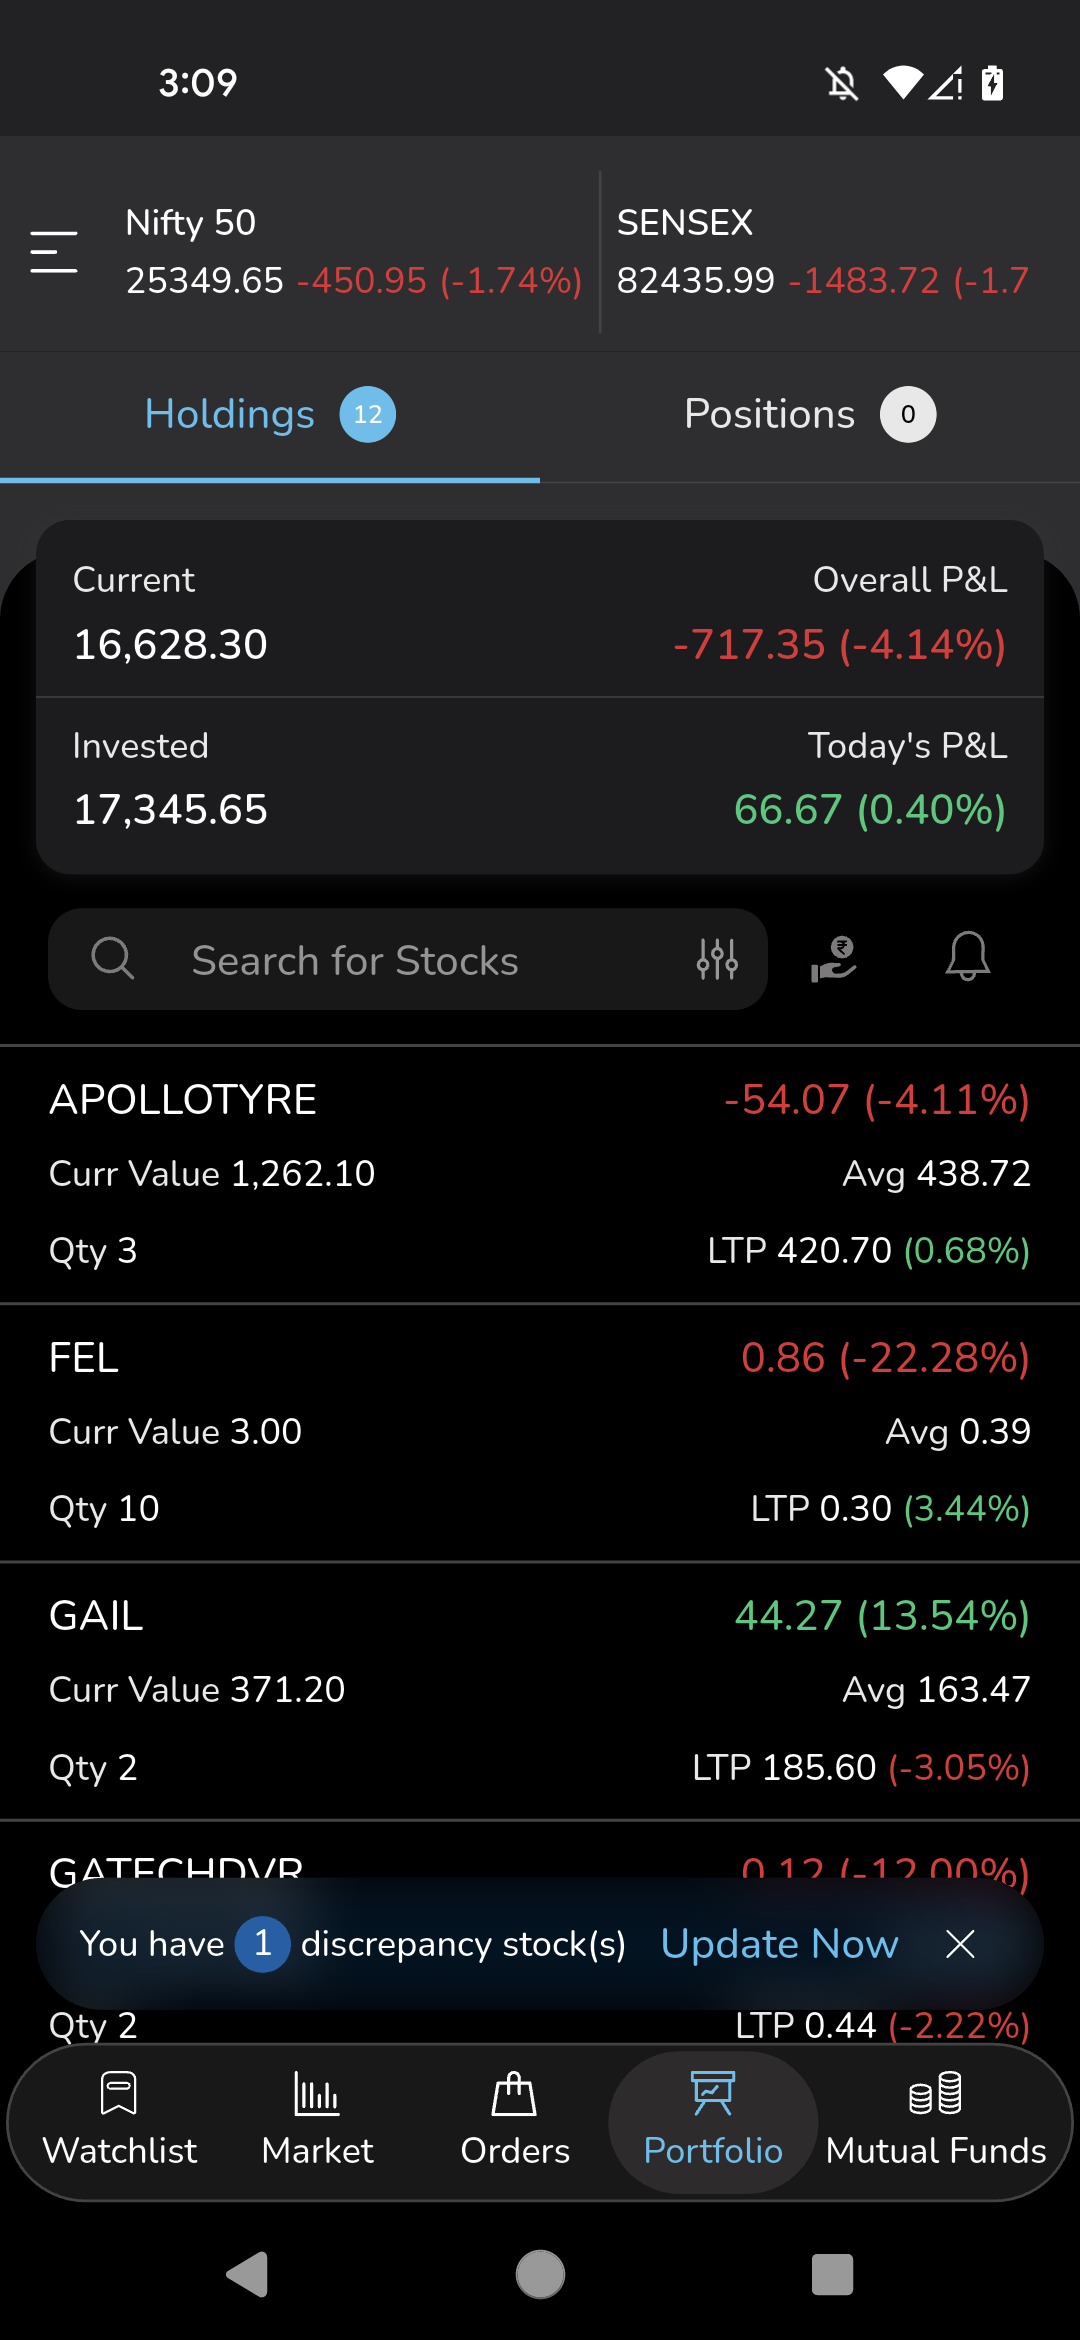 3:09
Nifty 50
25349.65 -450.95 (-1.74%)
SENSEX
82435.99 -1483.72 (-1.7
Holdings 12
Positions 0
Current
Overall P&L
16,628.30
-717.35 (-4.14%)
Invested
Today's P&L
17,345.65
66.67 (0.40%)
Search for Stocks
APOLLOTYRE
-54.07 (-4.11%)
Curr Value 1,262.10
Avg 438.72
Qty 3
LTP 420.70 (0.68%)
FEL
0.86 (-22.28%)
Curr Value 3.00
Avg 0.39
Qty 10
LTP 0.30 (3.44%)
GAIL
44.27 (13.54%)
Curr Value 371.20
Avg 163.47
Qty 2
LTP 185.60 (-3.05%)
GATECHDVR
0.12 (-12.00%)
You have 1 discrepancy stock(s) Update Now
Qty 2
LTP 0.44 (-2.22%)
Watchlist
Market
Orders
Portfolio
Mutual Funds